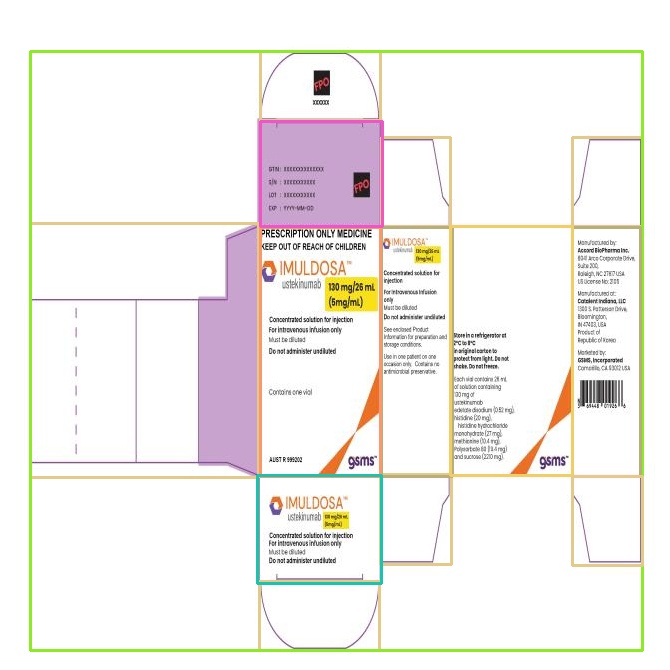 FPO
XXXXXX
GTIN: XXXXXXXXXXXXXX
S/N : XXXXXXXXXXX
LOT : XXXXXXXXXXX
EXP : YYYY-MM-DD
FPO
PRESCRIPTION ONLY MEDICINE
KEEP OUT OF REACH OF CHILDREN
IMULDOSA™
ustekinumab
130 mg/26 mL
(5mg/mL)
Concentrated solution for injection
For intravenous infusion only
Must be diluted
Do not administer undiluted
Contains one vial
AUST R 999202
gsms™
IMULDOSA™
ustekinumab
130 mg/26 mL
(5mg/mL)
Concentrated solution for
injection
For intravenous infusion
only
Must be diluted
Do not administer undiluted
See enclosed Product
Information for preparation and
storage conditions.
Use in one patient on one
occasion only. Contains no
antimicrobial preservative.
Store in a refrigerator at
2°C to 8°C
in original carton to
protect from light. Do not
shake. Do not freeze.
Each vial contains 26 mL
of solution containing
130 mg of
ustekinumab
edetate disodium (0.52 mg),
histidine (20 mg),
histidine hydrochloride
monohydrate (27 mg),
methionine (10.4 mg),
Polysorbate 80 (10.4 mg)
and sucrose (2210 mg).
gsms™
Manufactured by:
Accord BioPharma Inc.
8041 Arco Corporate Drive,
Suite 200,
Raleigh, NC 27617 USA
US License No: 2105
Manufactured at:
Catalent Indiana, LLC
1300 S. Patterson Drive,
Bloomington,
IN 47403, USA
Product of
Republic of Korea
Marketed by:
GSMS, Incorporated
Camarillo, CA 93012 USA
IMULDOSA™
ustekinumab
130 mg/26 mL
(5mg/mL)
Concentrated solution for injection
For intravenous infusion only
Must be diluted
Do not administer undiluted